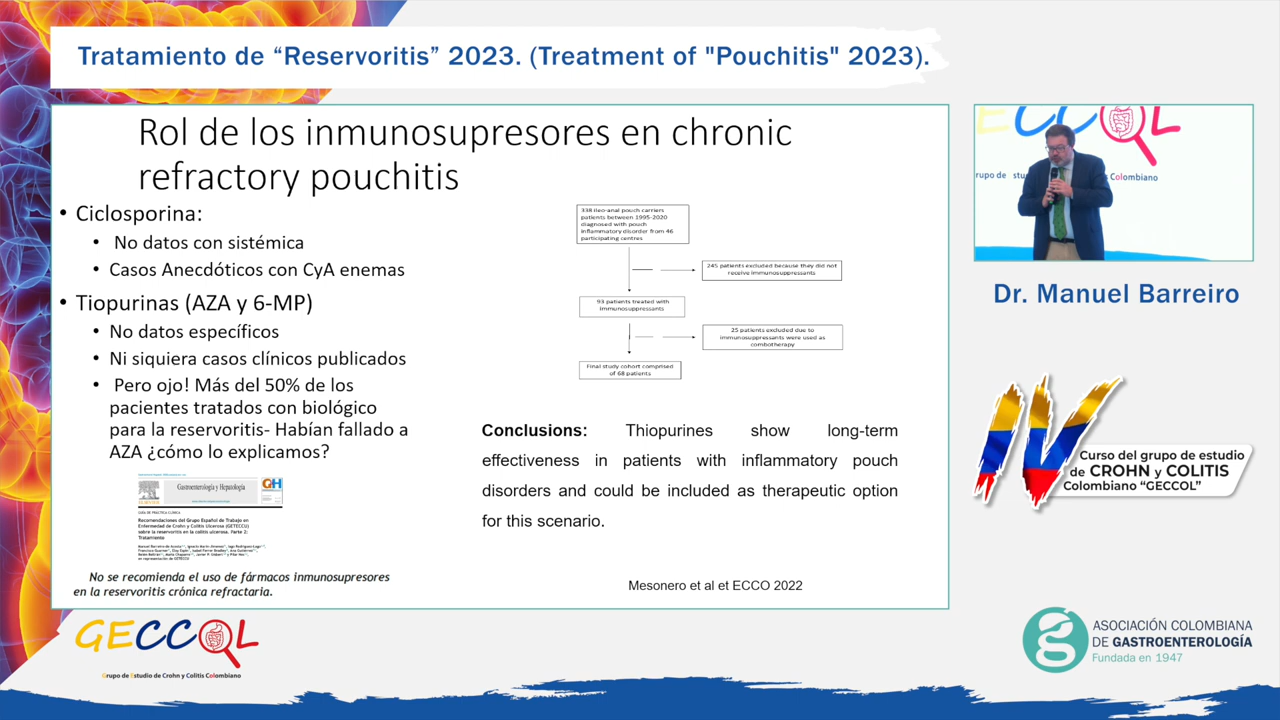 Tratamiento de “Reservoritis” 2023. (Treatment of "Pouchitis" 2023).
Rol de los inmunosupresores en chronic
refractory pouchitis
• Ciclosporina:
• No datos con sistémica
• Casos Anecdóticos con CyA enemas
• Tiopurinas (AZA y 6-MP)
• No datos específicos
• Ni siquiera casos clínicos publicados
• Pero ojo! Más del 50% de los
pacientes tratados con biológico
para la reservoritis- Habían fallado a
AZA ¿cómo lo explicamos?
Gastroenterología y Hepatología
GH
Recomendaciones del Grupo Español de Trabajo en
Enfermedad de Crohn y Colitis Ulcerosa (GETECCU)
sobre la reservoritis en la colitis ulcerosa. Parte 2:
Tratamiento
No se recomienda el uso de fármacos inmunosupresores
en la reservoritis crónica refractaria.
338 ileo-anal pouch carriers
patients between 1995-2020
diagnosed with pouch
inflammatory disorder from 46
participating centres
245 patients excluded because they did not
receive immunosuppressants
93 patients treated with
immunosuppressants
25 patients excluded due to
immunosuppressants were used as
combotherapy
Final study cohort comprised
of 68 patients
Conclusions: Thiopurines show long-term
effectiveness in patients with inflammatory pouch
disorders and could be included as therapeutic option
for this scenario.
Mesonero et al et ECCO 2022
Dr. Manuel Barreiro
IV
Curso del grupo de estudio
de CROHN y COLITIS
Colombiano “GECCOL”
GECCOL
Grupo de Estudio de Crohn y Colitis Colombiano
ASOCIACIÓN COLOMBIANA
DE GASTROENTEROLOGÍA
Fundada en 1947